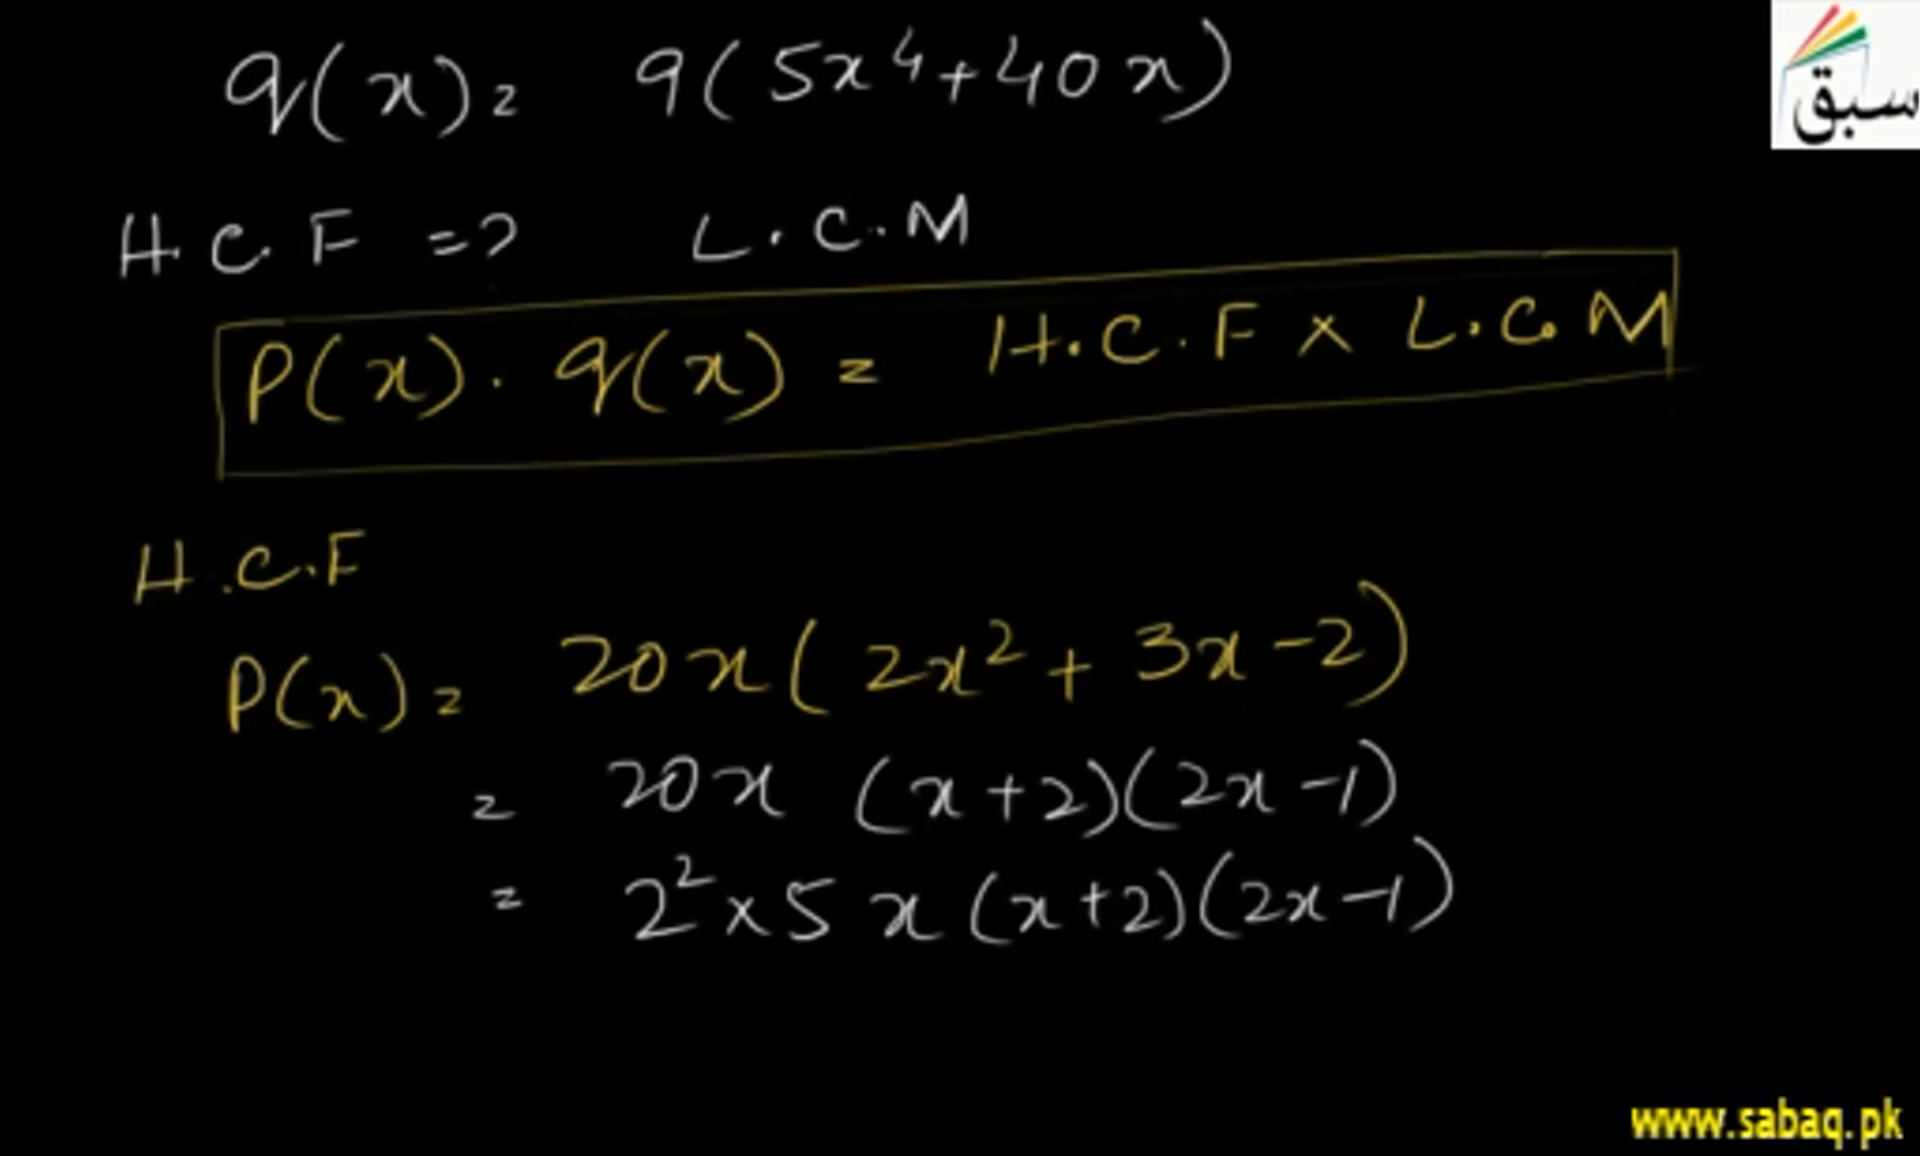 q(x) = 9(5x⁴+40x)
سبق
H.C.F =? L.C.M
P(x). q(x) = H.C.F × L.C.M
H.C.F
P(x) = 20x(2x²+3x-2)
= 20x (x+2)(2x-1)
= 2²×5 x (x+2)(2x-1)
www.sabaq.pk